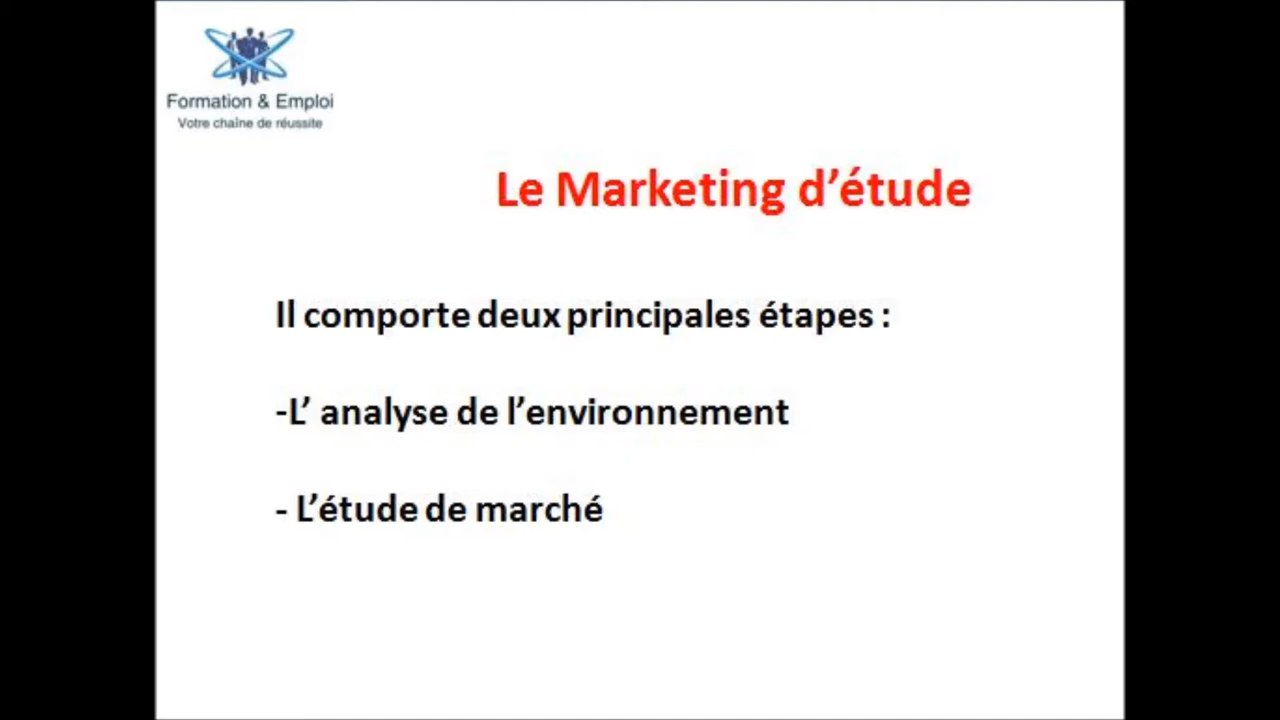 Formation & Emploi
Votre chaîne de réussite
Le Marketing d’étude
Il comporte deux principales étapes :
-L’ analyse de l’environnement
- L’étude de marché